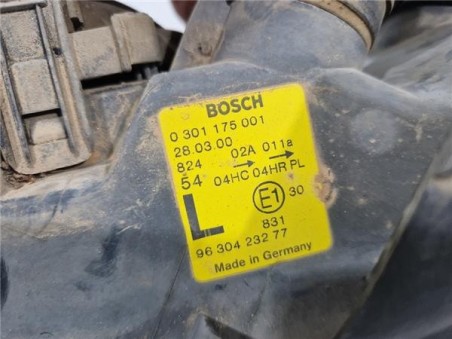 BOSCH
0 301 175 001
28.03.00
824 02A 011a
54 → → 04HC 04HR PL
L E1 30
831
96 304 232 77
Made in Germany